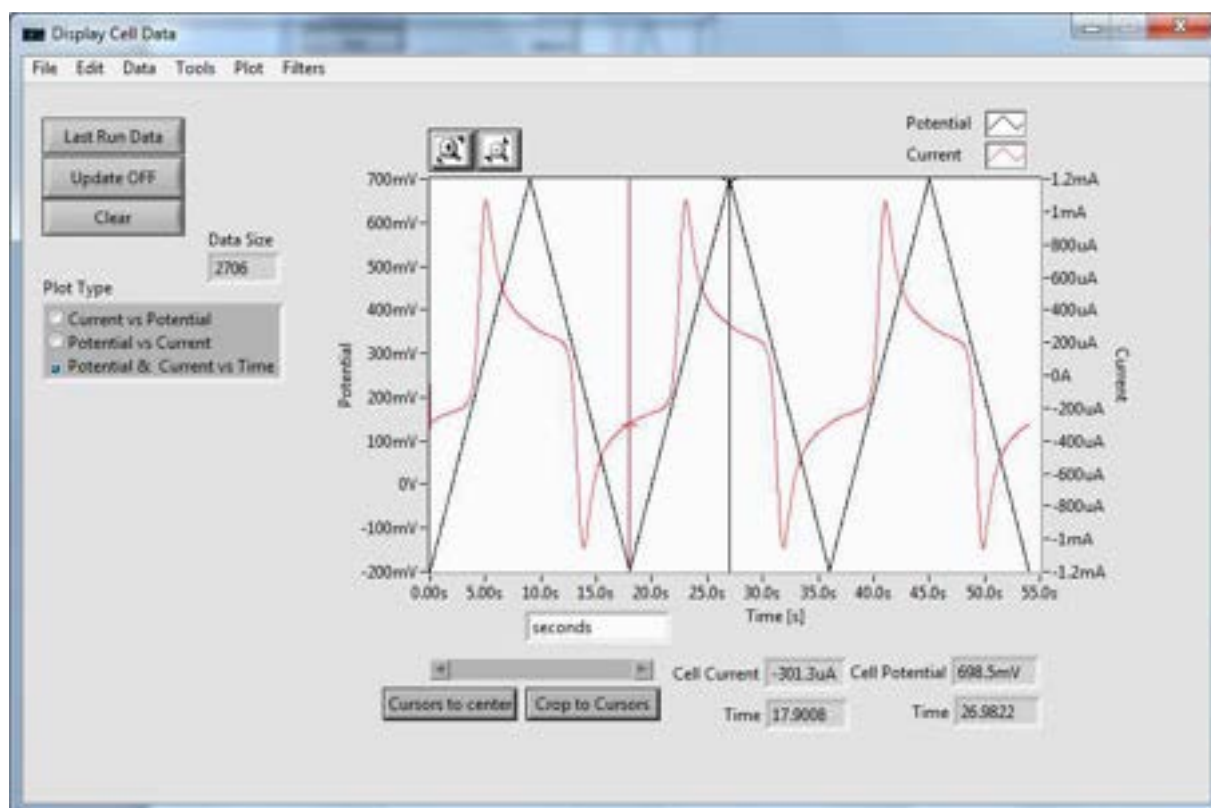 Display Cell Data
File Edit Data Tools Plot Filters
Last Run Data
Update OFF
Clear
Data Size
2706
Plot Type
Current vs Potential
Potential vs Current
Potential & Current vs Time
Potential
Current
700mV
600mV
500mV
400mV
300mV
200mV
100mV
0V
-100mV
-200mV
Potential
1.2mA
1mA
800uA
600uA
400uA
200uA
0A
-200uA
-400uA
-600uA
-800uA
-1mA
-1.2mA
Current
0.00s 5.00s 10.0s 15.0s 20.0s 25.0s 30.0s 35.0s 40.0s 45.0s 50.0s 55.0s
Time [s]
seconds
Cursors to center Crop to Cursors
Cell Current -301.3uA Cell Potential 698.5mV
Time 17.9008 Time 26.9822